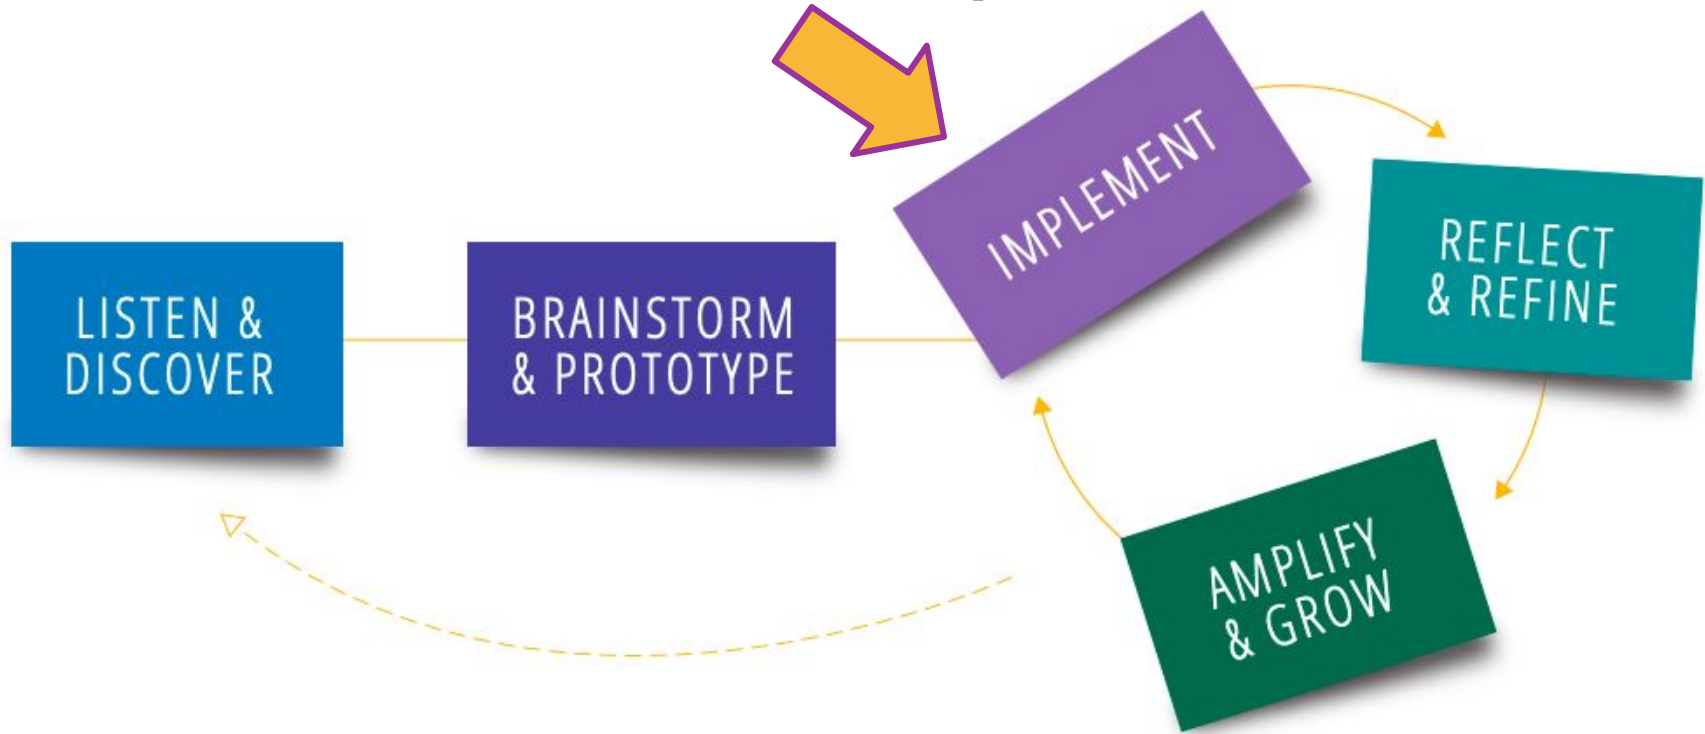 LISTEN &
DISCOVER
BRAINSTORM
& PROTOTYPE
IMPLEMENT
REFLECT
& REFINE
AMPLIFY
& GROW